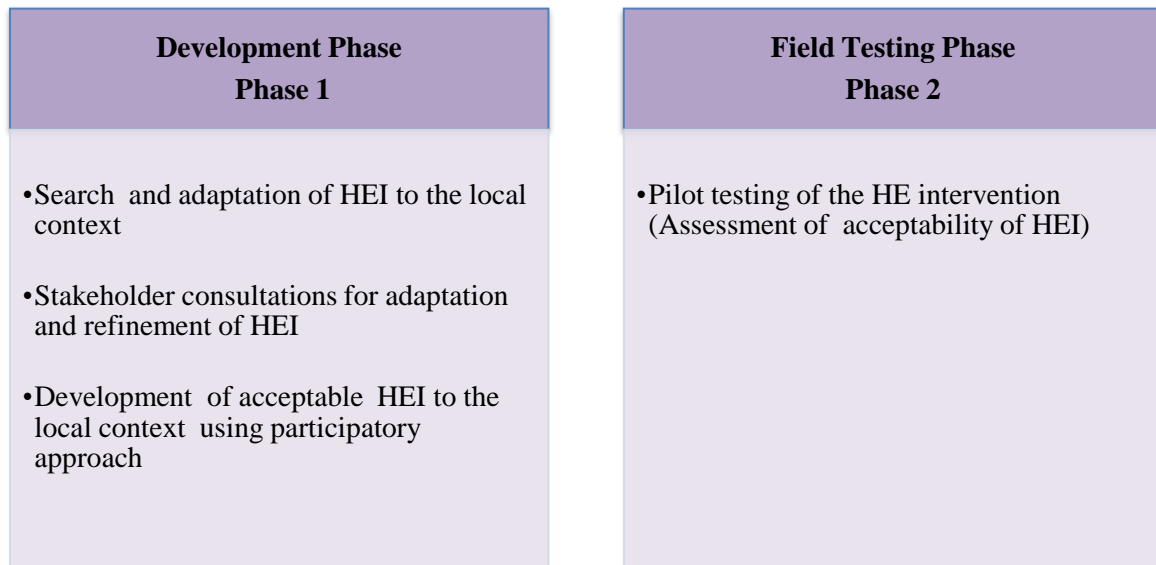 Development Phase
Phase 1
•Search and adaptation of HEI to the local
context
•Stakeholder consultations for adaptation
and refinement of HEI
•Development of acceptable HEI to the
local context using participatory
approach
Field Testing Phase
Phase 2
•Pilot testing of the HE intervention
(Assessment of acceptability of HEI)